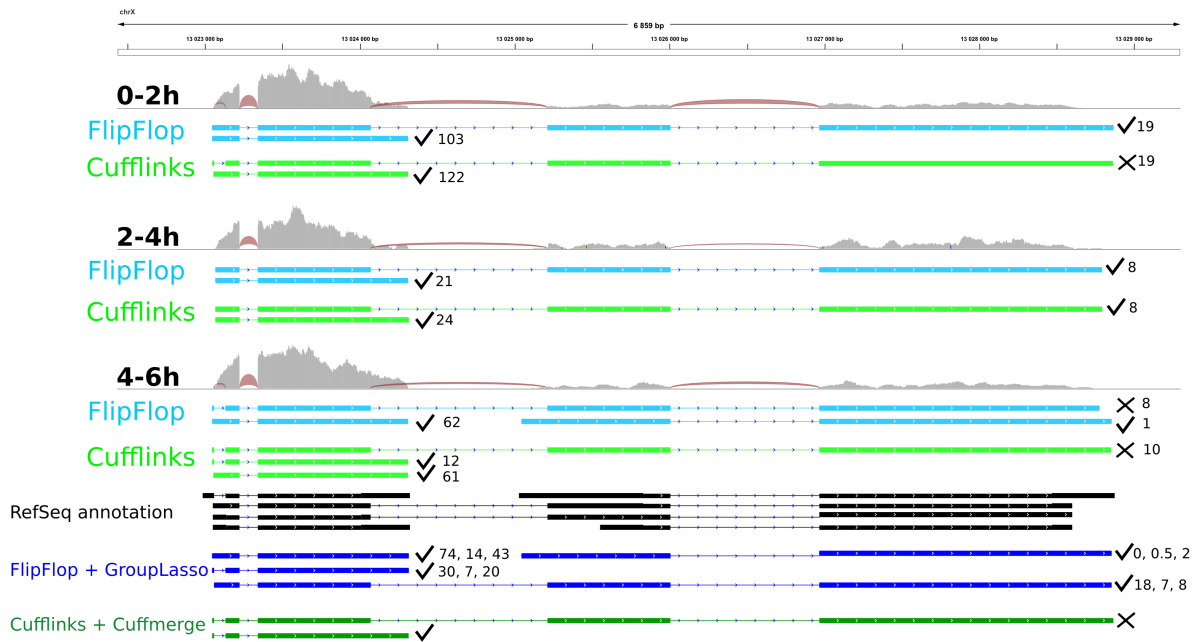 chrX
6 859 bp
13 023 000 bp 13 024 000 bp 13 025 000 bp 13 026 000 bp 13 027 000 bp 13 028 000 bp 13 029 000 bp
0-2h
FlipFlop 19
103
Cufflinks 19
122
2-4h
FlipFlop 8
21
Cufflinks 8
24
4-6h
FlipFlop 8
62 1
Cufflinks 10
12
61
RefSeq annotation
74, 14, 43 0, 0.5, 2
FlipFlop + GroupLasso 30, 7, 20
18, 7, 8
Cufflinks + Cuffmerge